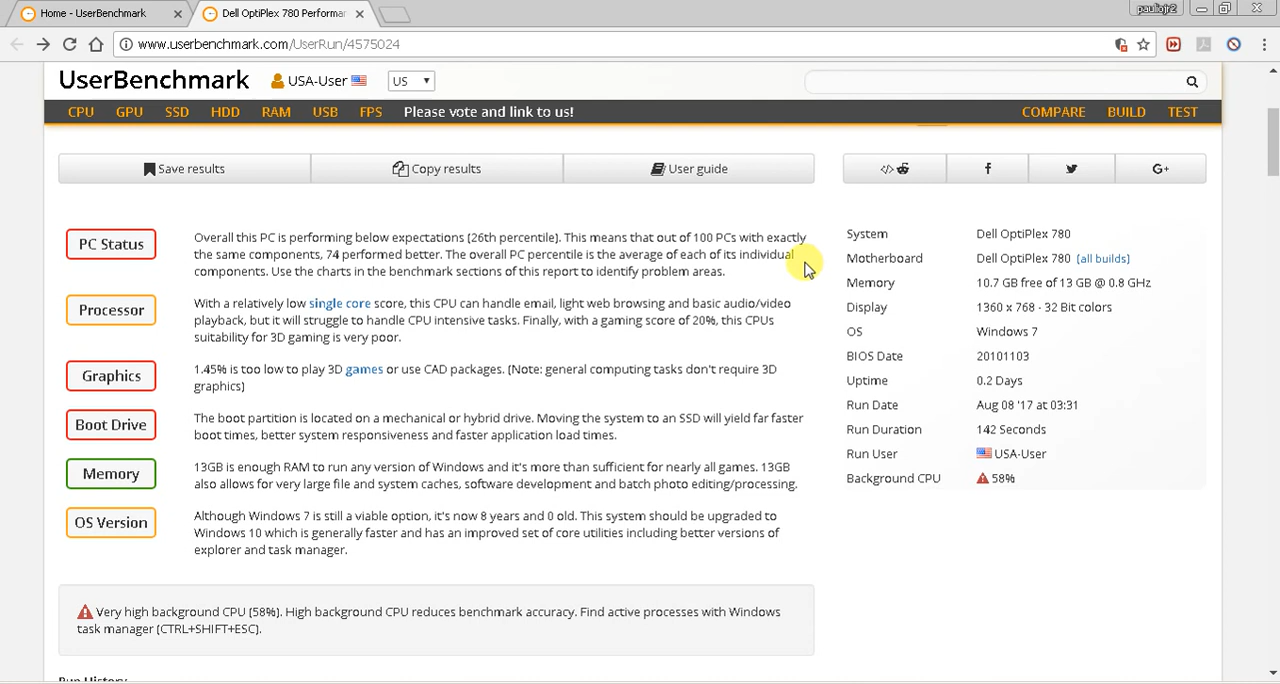 Home - UserBenchmark
Dell OptiPlex 780 Performan
paultojr2
www.userbenchmark.com/UserRun/4575024
UserBenchmark USA-User US
CPU GPU SSD HDD RAM USB FPS Please vote and link to us! COMPARE BUILD TEST
Save results Copy results User guide G+
PC Status
Overall this PC is performing below expectations (26th percentile). This means that out of 100 PCs with exactly
the same components, 74 performed better. The overall PC percentile is the average of each of its individual
components. Use the charts in the benchmark sections of this report to identify problem areas.
Processor
With a relatively low single core score, this CPU can handle email, light web browsing and basic audio/video
playback, but it will struggle to handle CPU intensive tasks. Finally, with a gaming score of 20%, this CPUs
suitability for 3D gaming is very poor.
Graphics
1.45% is too low to play 3D games or use CAD packages. (Note: general computing tasks don't require 3D
graphics)
Boot Drive
The boot partition is located on a mechanical or hybrid drive. Moving the system to an SSD will yield far faster
boot times, better system responsiveness and faster application load times.
Memory
13GB is enough RAM to run any version of Windows and it's more than sufficient for nearly all games. 13GB
also allows for very large file and system caches, software development and batch photo editing/processing.
OS Version
Although Windows 7 is still a viable option, it's now 8 years and 0 old. This system should be upgraded to
Windows 10 which is generally faster and has an improved set of core utilities including better versions of
explorer and task manager.
System Dell OptiPlex 780
Motherboard Dell OptiPlex 780 (all builds)
Memory 10.7 GB free of 13 GB @ 0.8 GHz
Display 1360 x 768 - 32 Bit colors
OS Windows 7
BIOS Date 20101103
Uptime 0.2 Days
Run Date Aug 08 '17 at 03:31
Run Duration 142 Seconds
Run User USA-User
Background CPU 58%
Very high background CPU (58%). High background CPU reduces benchmark accuracy. Find active processes with Windows
task manager (CTRL+SHIFT+ESC).
Run History